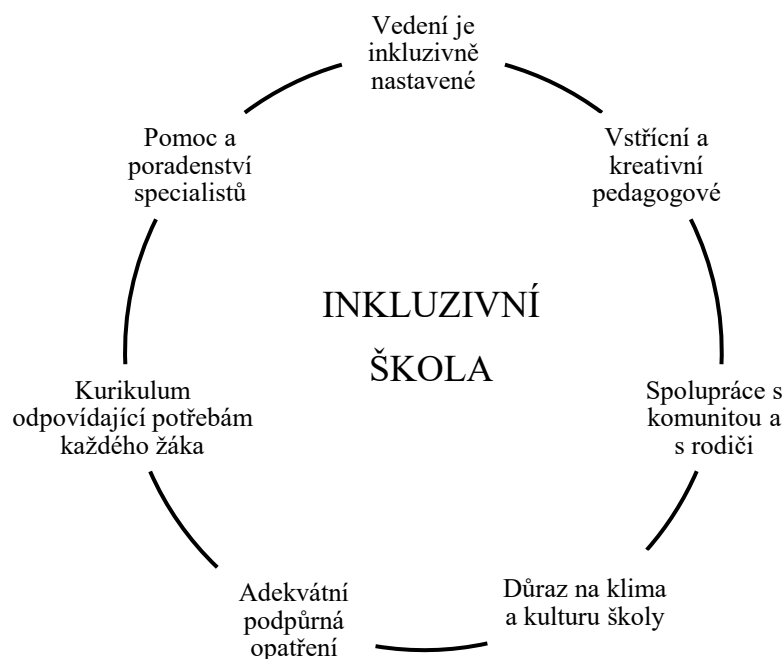 Vedení je
inkluzivně
nastavené
Vstřícní a
kreativní
pedagogové
Spolupráce s
komunitou a
s rodiči
Důraz na klima
a kulturu školy
Adekvátní
podpůrná
opatření
Kurikulum
odpovídající potřebám
každého žáka
Pomoc a
poradenství
specialistů
INKLUZIVNÍ
ŠKOLA